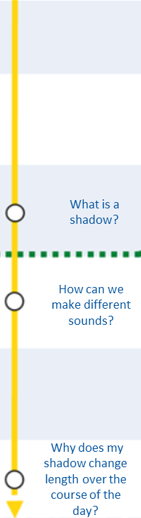 What is a
shadow?
How can we
make different
sounds?
Why does my
shadow change
length over the
course of the
day?